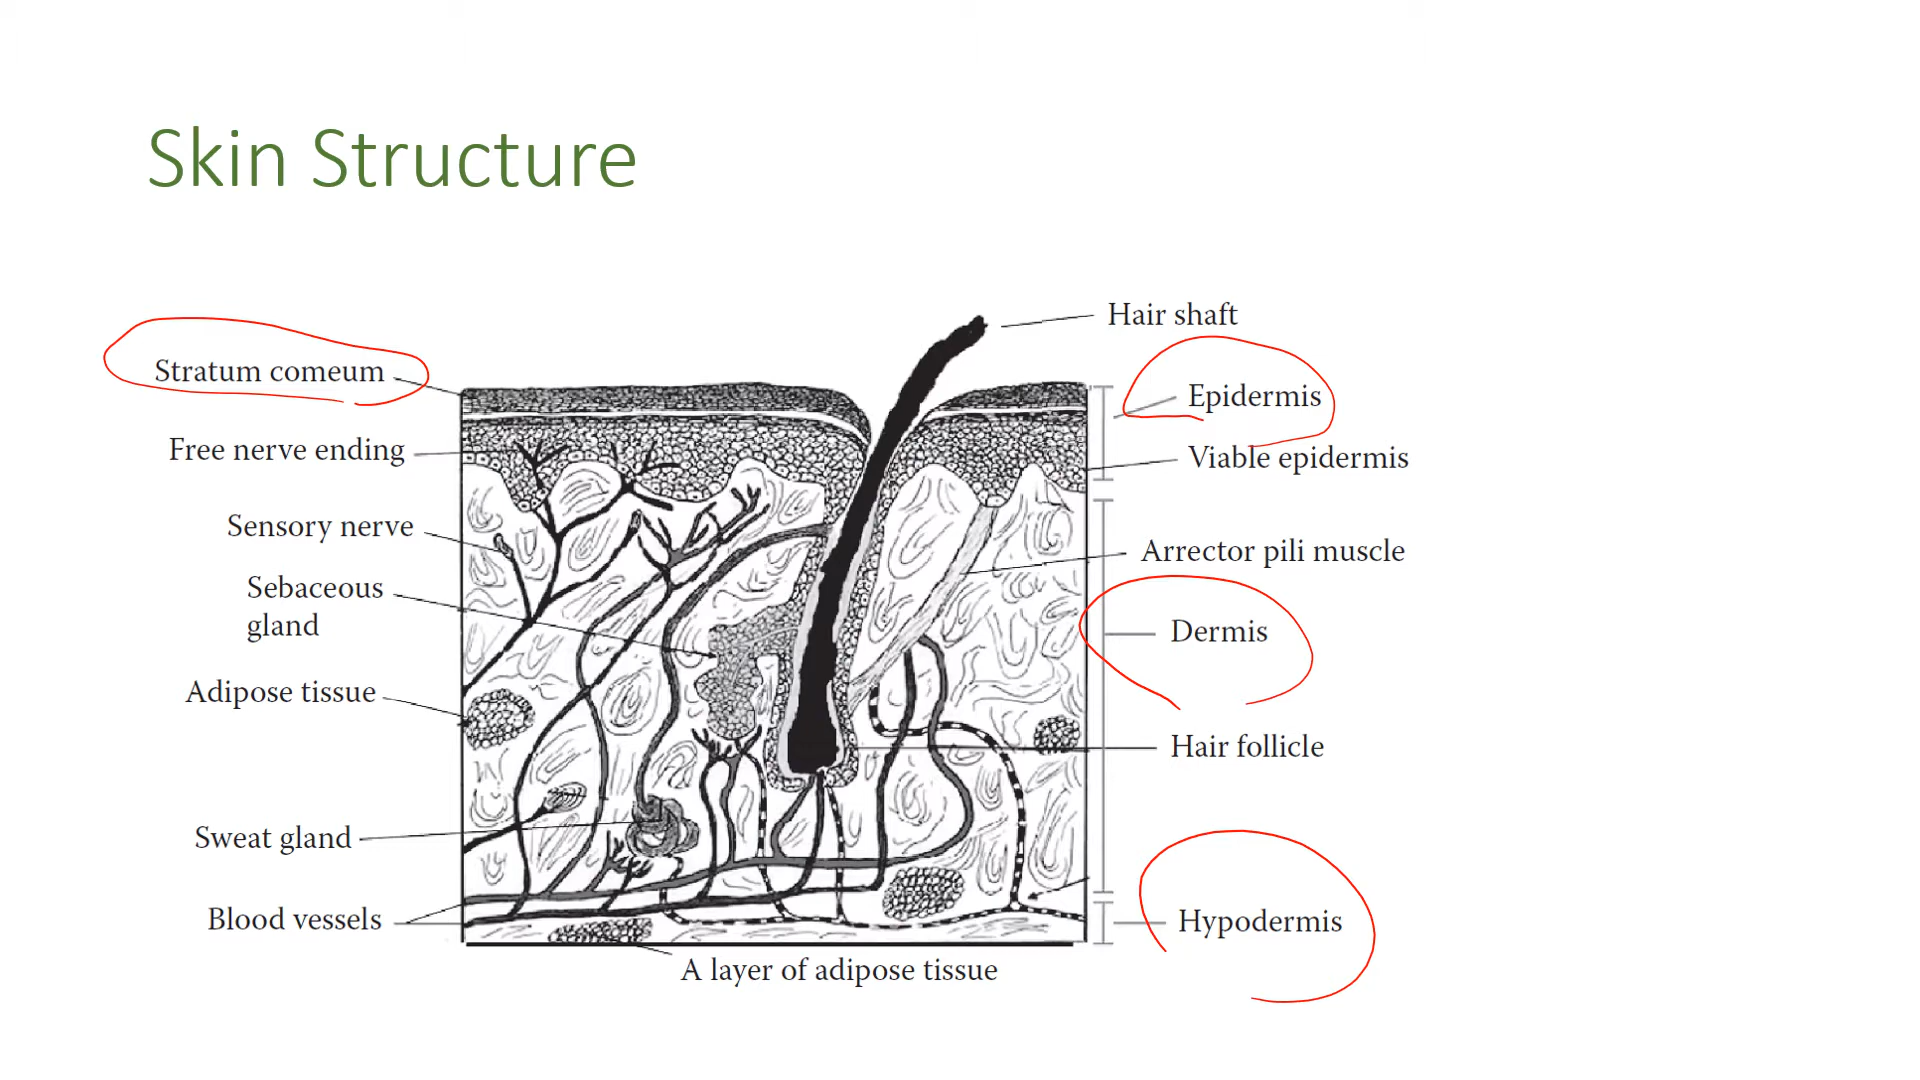 Skin Structure
Hair shaft
Stratum comeum
Epidermis
Free nerve ending
Viable epidermis
Sensory nerve
Arrector pili muscle
Sebaceous
gland
Dermis
Adipose tissue
Hair follicle
Sweat gland
Blood vessels
Hypodermis
A layer of adipose tissue